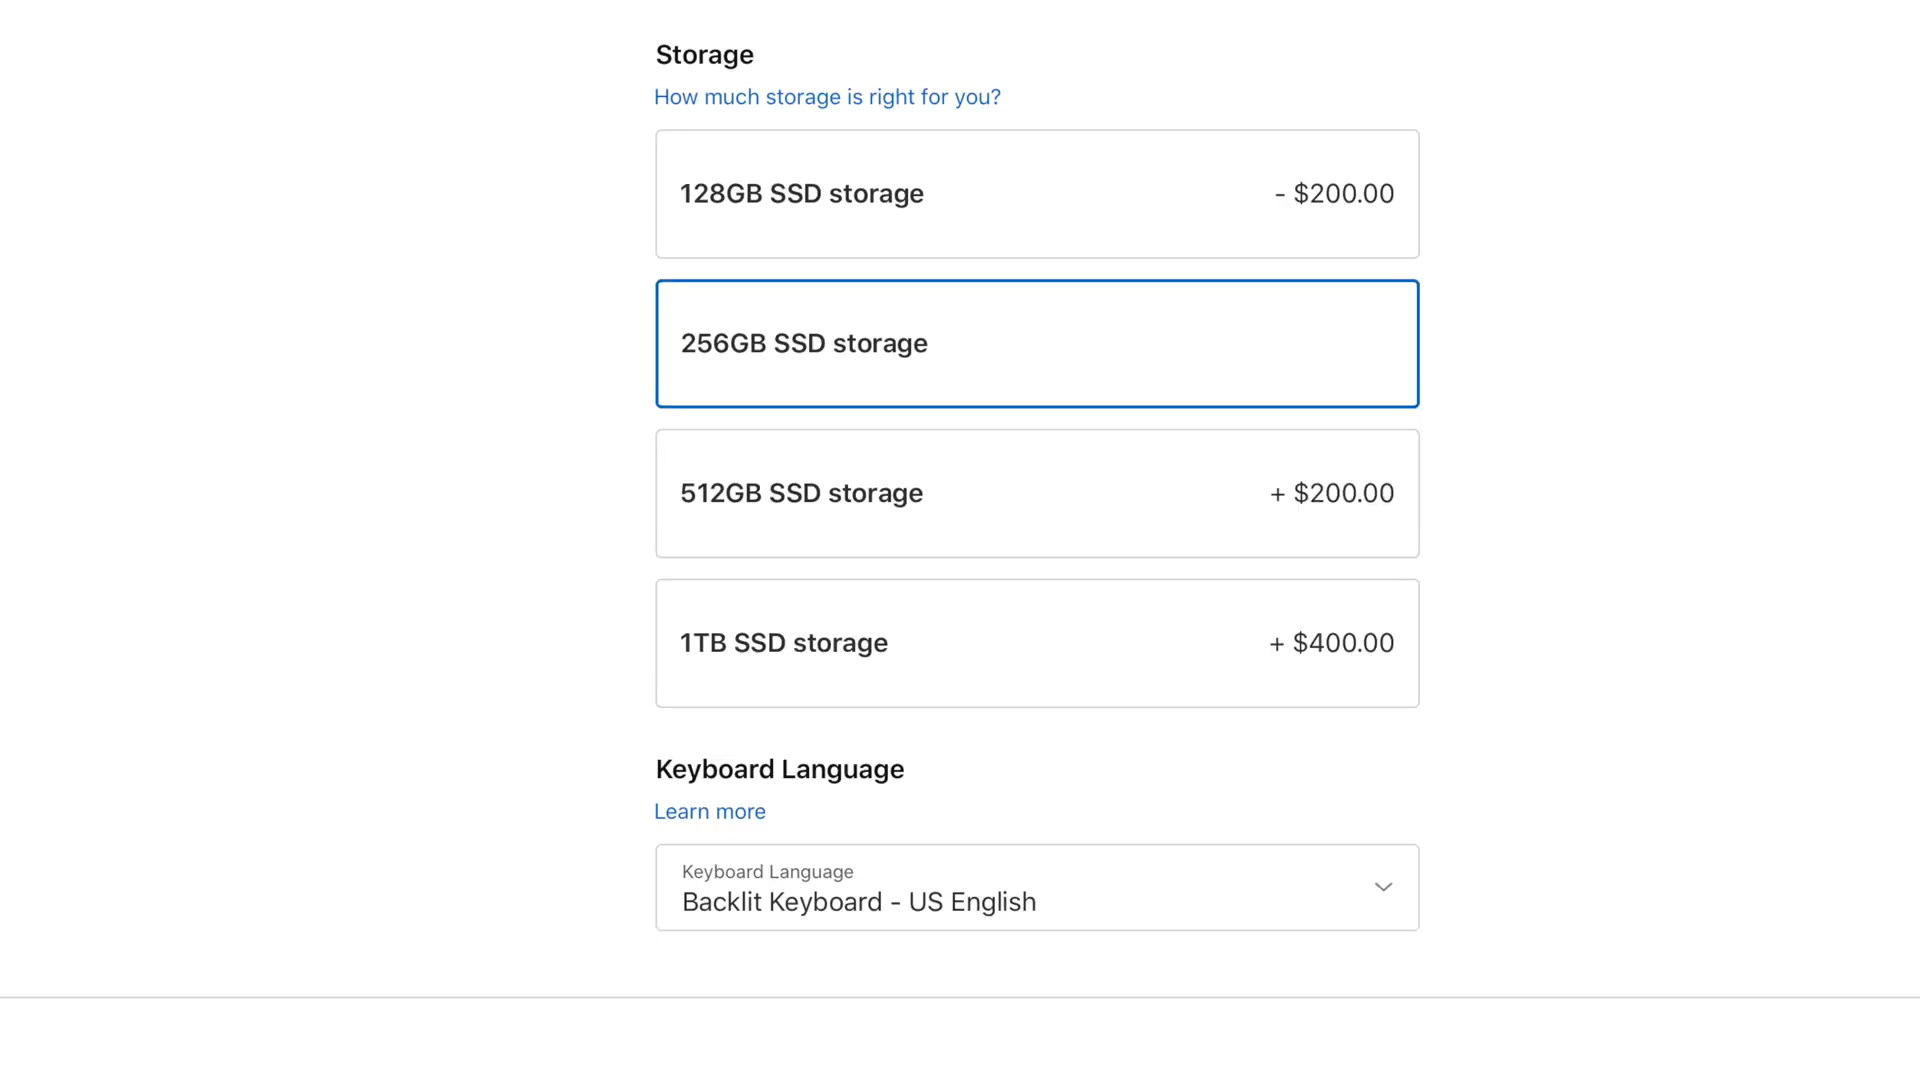 Storage
How much storage is right for you?
128GB SSD storage - $200.00
256GB SSD storage
512GB SSD storage + $200.00
1TB SSD storage + $400.00
Keyboard Language
Learn more
Keyboard Language
Backlit Keyboard - US English